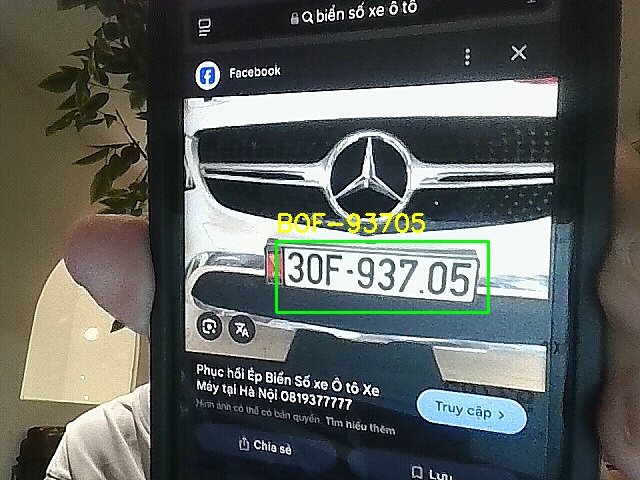 biển số xe ô tô
Facebook
BOF-93705
30F-937.05
Phục hồi Ép Biển Số xe Ô tô Xe
Máy tại Hà Nội 0819377777
Hình ảnh có thể có bản quyền. Tìm hiểu thêm
Truy cập >
Chia sẻ
Lưu